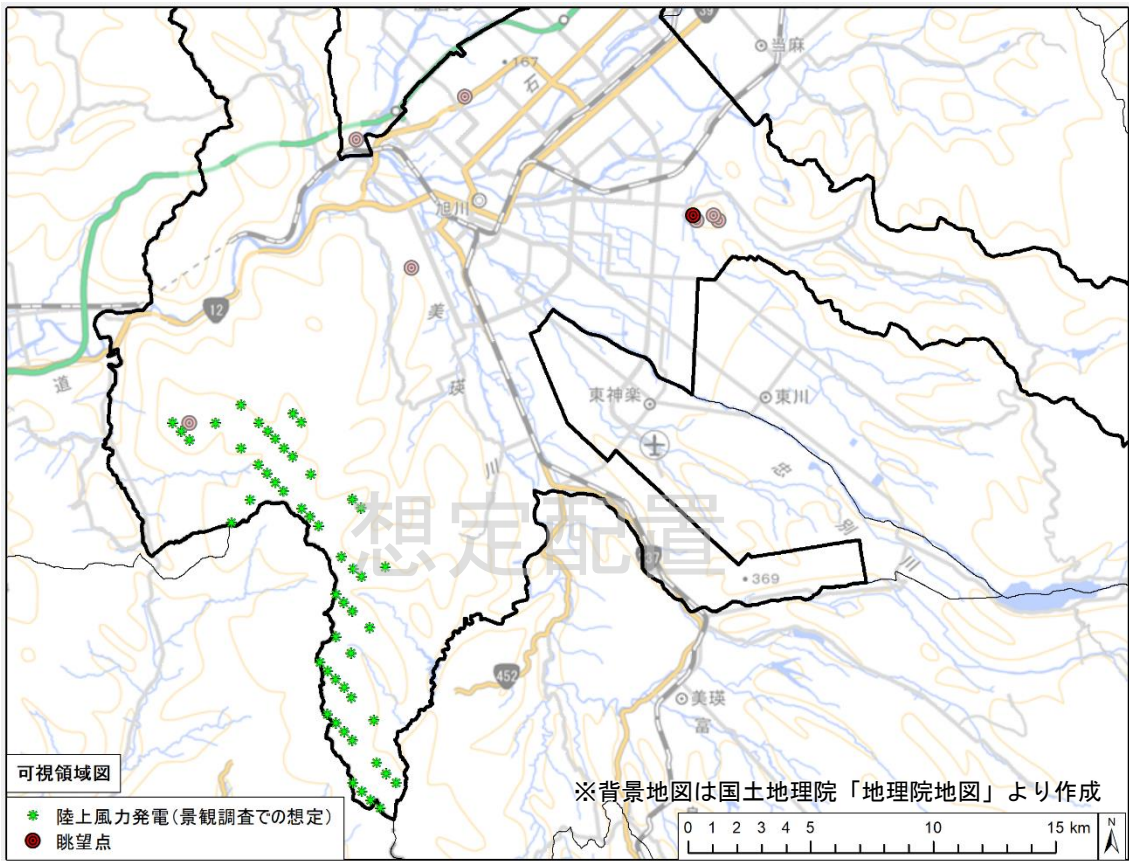 39
当麻
・167
石
旭川
美
12
道
瑛
東神楽
東川
忠
別
川
川
想定配置
37
・369
452
美瑛
富
可視領域図
※背景地図は国土地理院「地理院地図」より作成
陸上風力発電(景観調査での想定)
眺望点
0 1 2 3 4 5 10 15 km
N